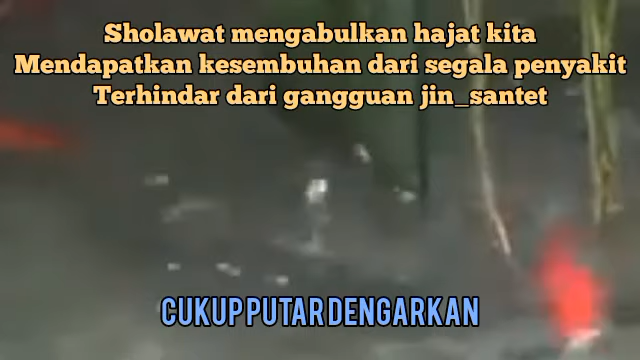 Sholawat mengabulkan hajat kita
Mendapatkan kesembuhan dari segala penyakit
Terhindar dari gangguan jin_santet
CUKUP PUTAR DENGARKAN